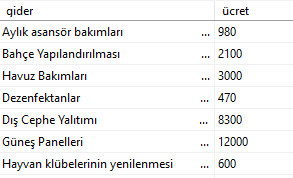 gider ücret
Aylık asansör bakımları ... 980
Bahçe Yapılandırılması ... 2100
Havuz Bakımları ... 3000
Dezenfektanlar ... 470
Dış Cephe Yalıtımı ... 8300
Güneş Panelleri ... 12000
Hayvan klübelerinin yenilenmesi ... 600